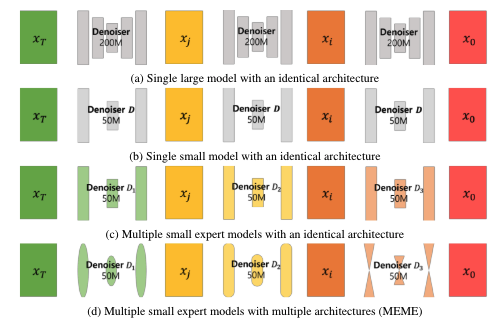 x_T Denoiser 200M x_j Denoiser 200M x_i Denoiser 200M x_0
(a) Single large model with an identical architecture
x_T Denoiser D 50M x_j Denoiser D 50M x_i Denoiser D 50M x_0
(b) Single small model with an identical architecture
x_T Denoiser D_1 50M x_j Denoiser D_2 50M x_i Denoiser D_3 50M x_0
(c) Multiple small expert models with an identical architecture
x_T Denoiser D_1 50M x_j Denoiser D_2 50M x_i Denoiser D_3 50M x_0
(d) Multiple small expert models with multiple architectures (MEME)